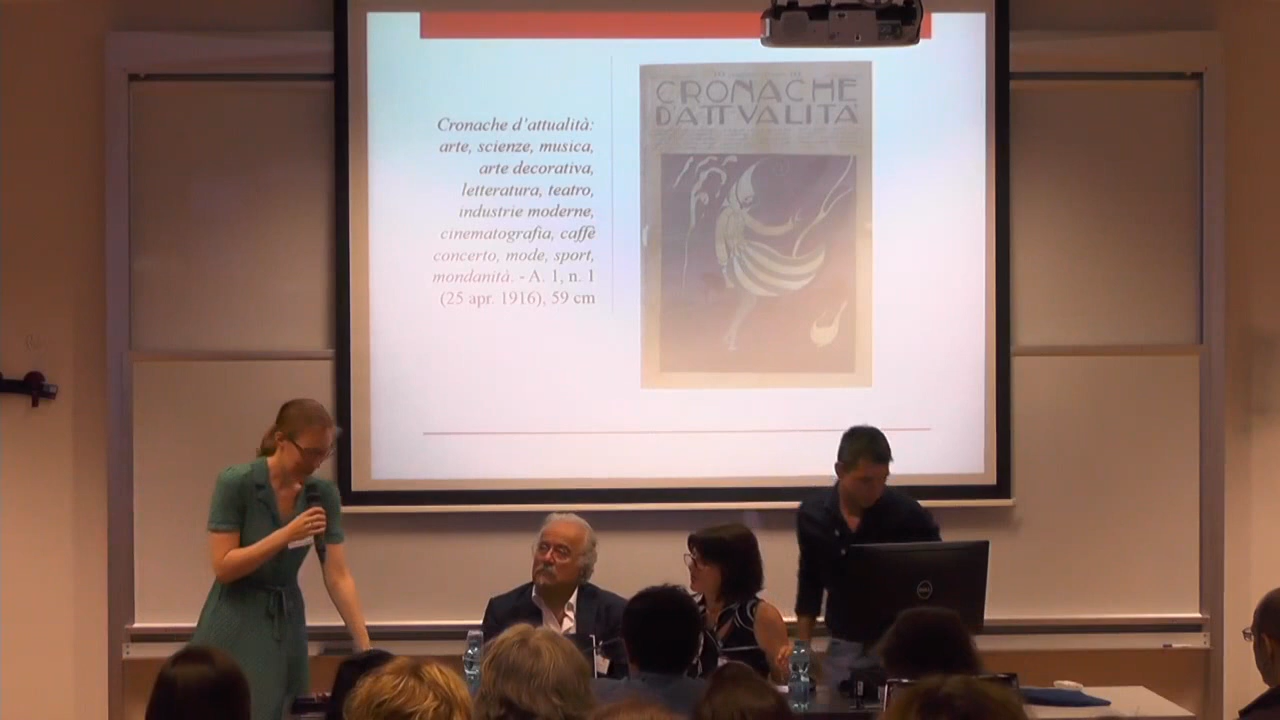 Cronache d'attualità:
arte, scienze, musica,
arte decorativa,
letteratura, teatro,
industrie moderne,
cinematografia, caffè
concerto, mode, sport,
mondanità. - A. 1, n. 1
(25 apr. 1916), 59 cm
CRONACHE
D'ATTVALITÀ
DELL